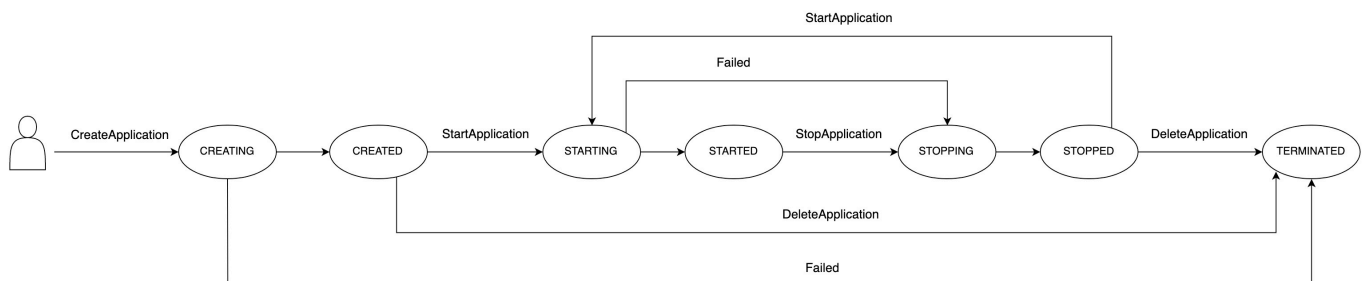 StartApplication
Failed
CreateApplication
StartApplication
StopApplication
DeleteApplication
CREATING
CREATED
STARTING
STARTED
STOPPING
STOPPED
TERMINATED
DeleteApplication
Failed